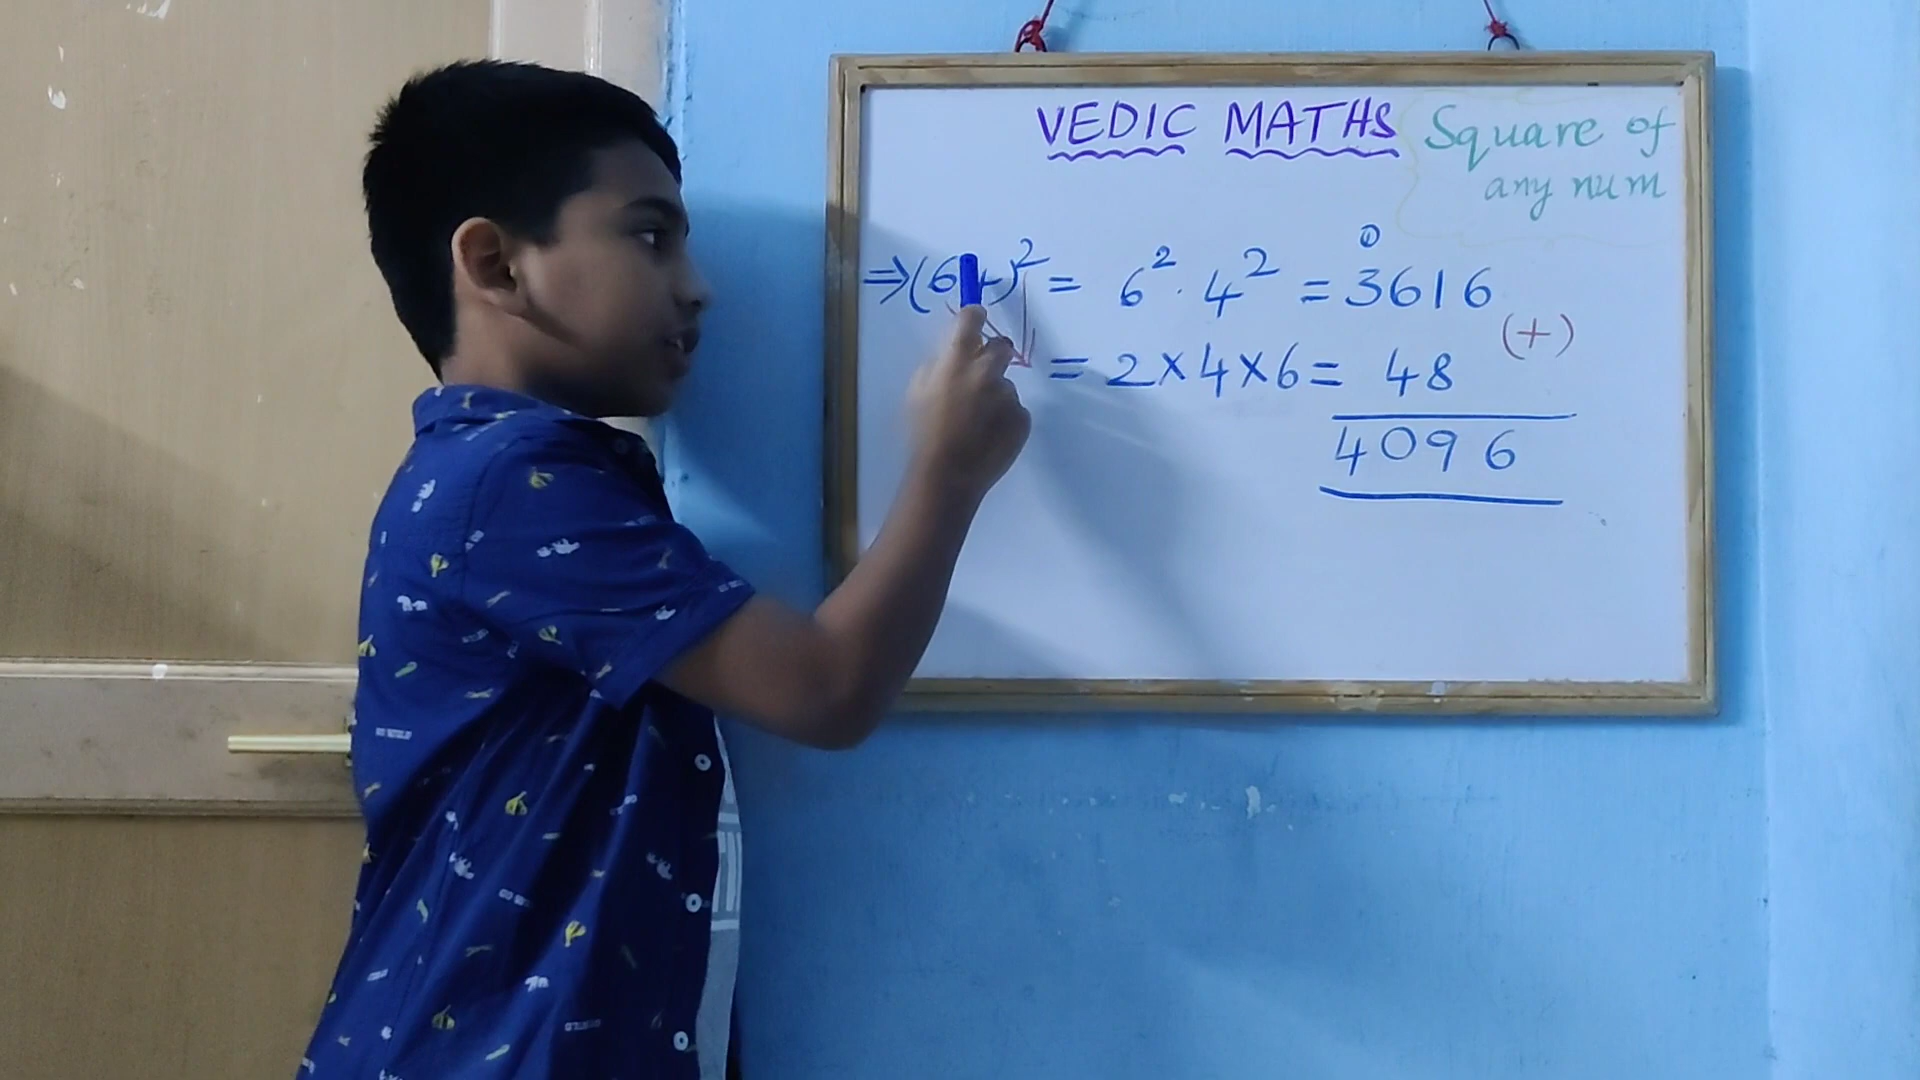 VEDIC MATHS Square of
any num
⇒(64)² = 6² · 4² = 3616
(+)
= 2×4×6 = 48
4096